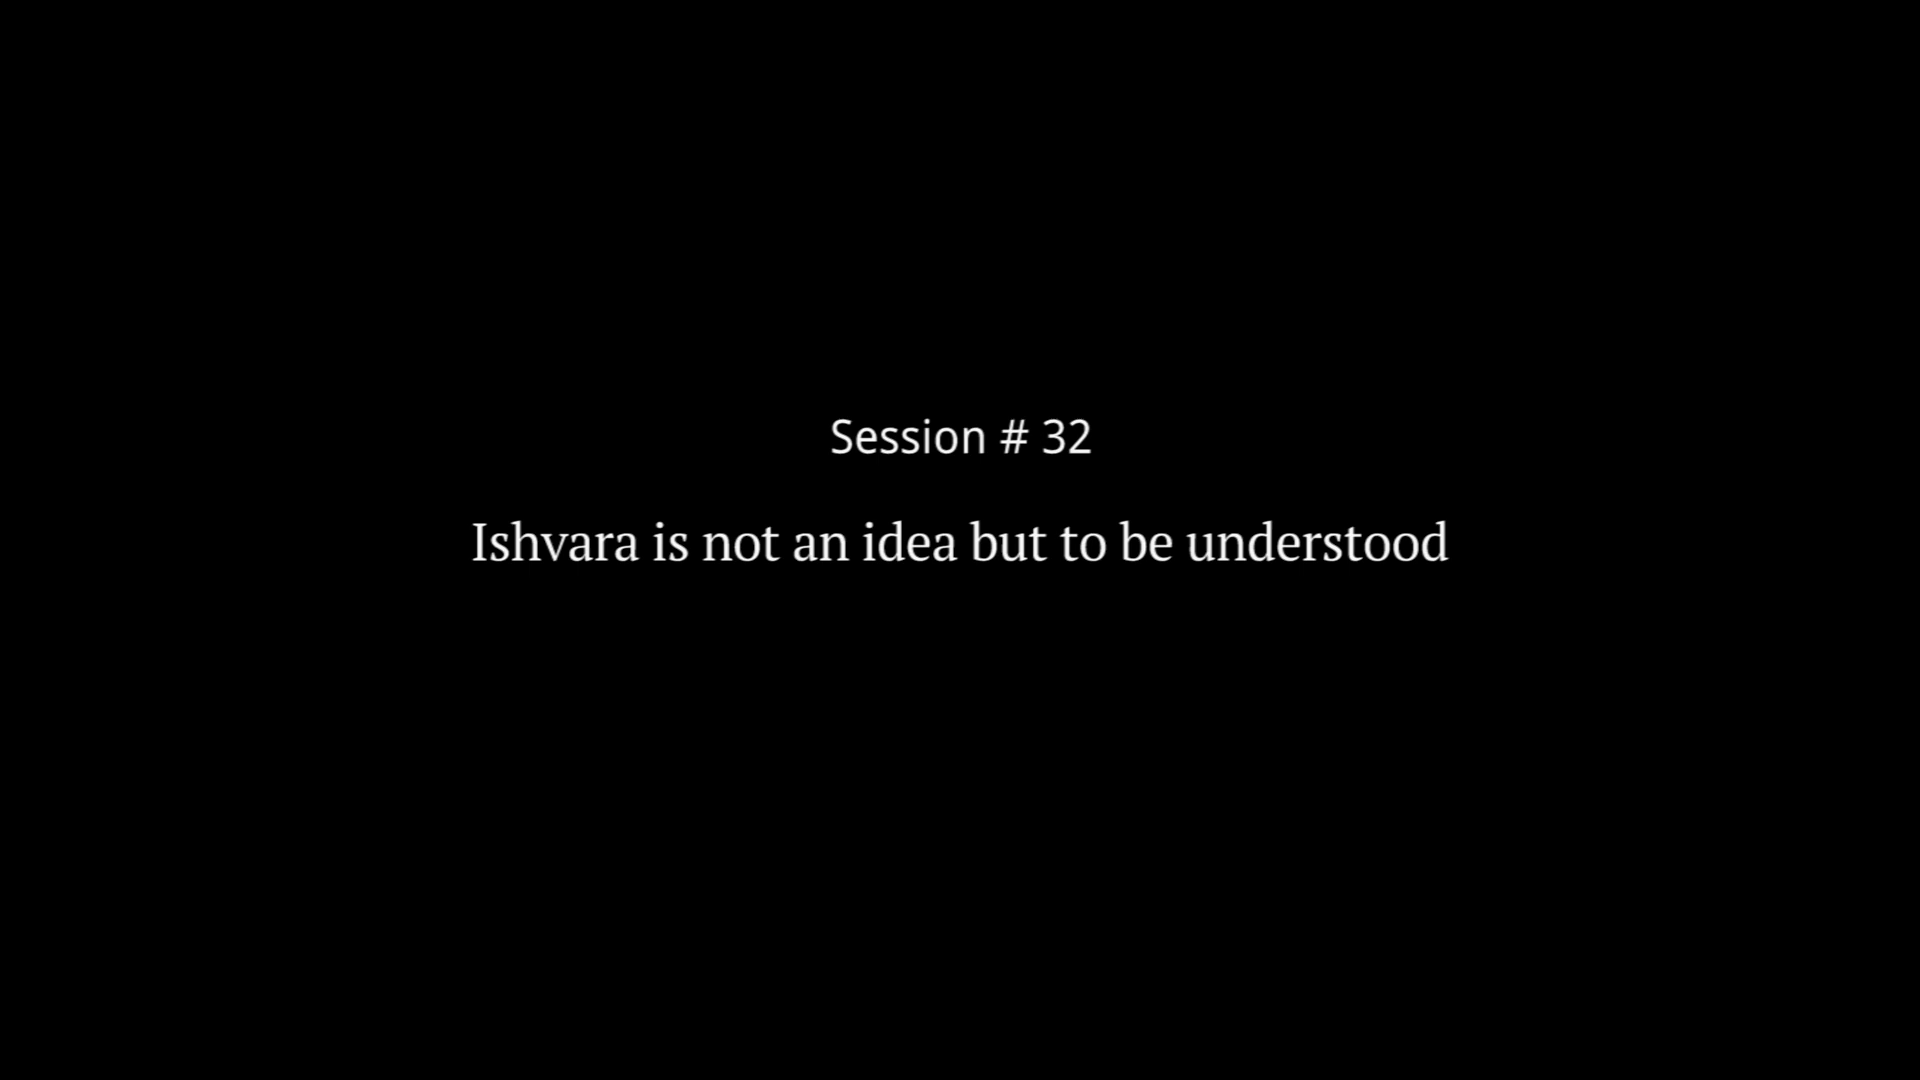 Session # 32
Ishvara is not an idea but to be understood